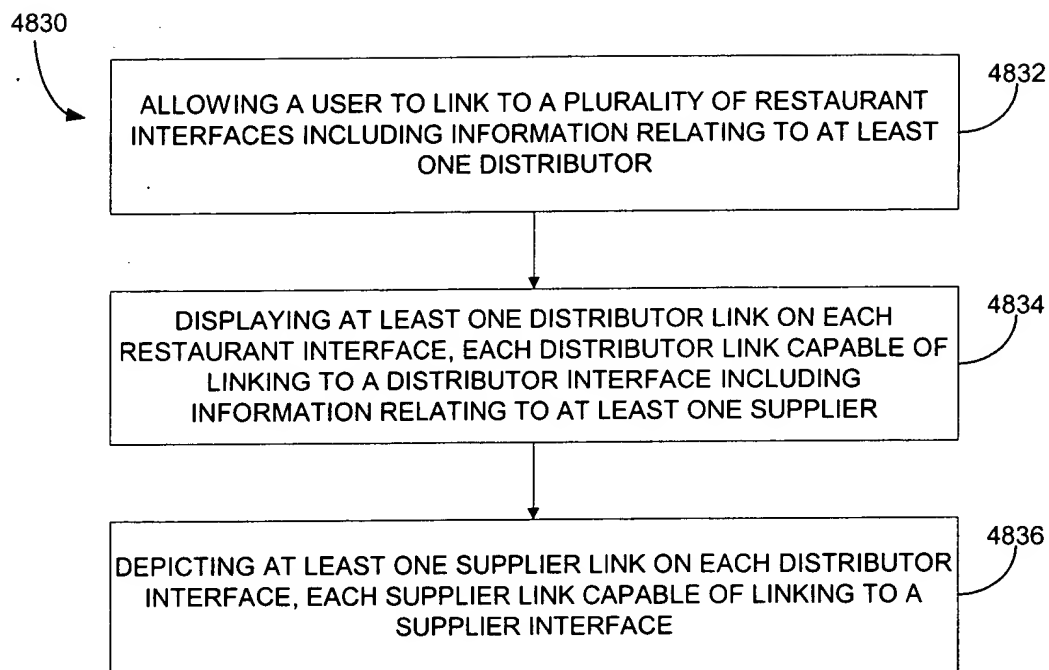 4830
4832
ALLOWING A USER TO LINK TO A PLURALITY OF RESTAURANT
INTERFACES INCLUDING INFORMATION RELATING TO AT LEAST
ONE DISTRIBUTOR
4834
DISPLAYING AT LEAST ONE DISTRIBUTOR LINK ON EACH
RESTAURANT INTERFACE, EACH DISTRIBUTOR LINK CAPABLE OF
LINKING TO A DISTRIBUTOR INTERFACE INCLUDING
INFORMATION RELATING TO AT LEAST ONE SUPPLIER
4836
DEPICTING AT LEAST ONE SUPPLIER LINK ON EACH DISTRIBUTOR
INTERFACE, EACH SUPPLIER LINK CAPABLE OF LINKING TO A
SUPPLIER INTERFACE